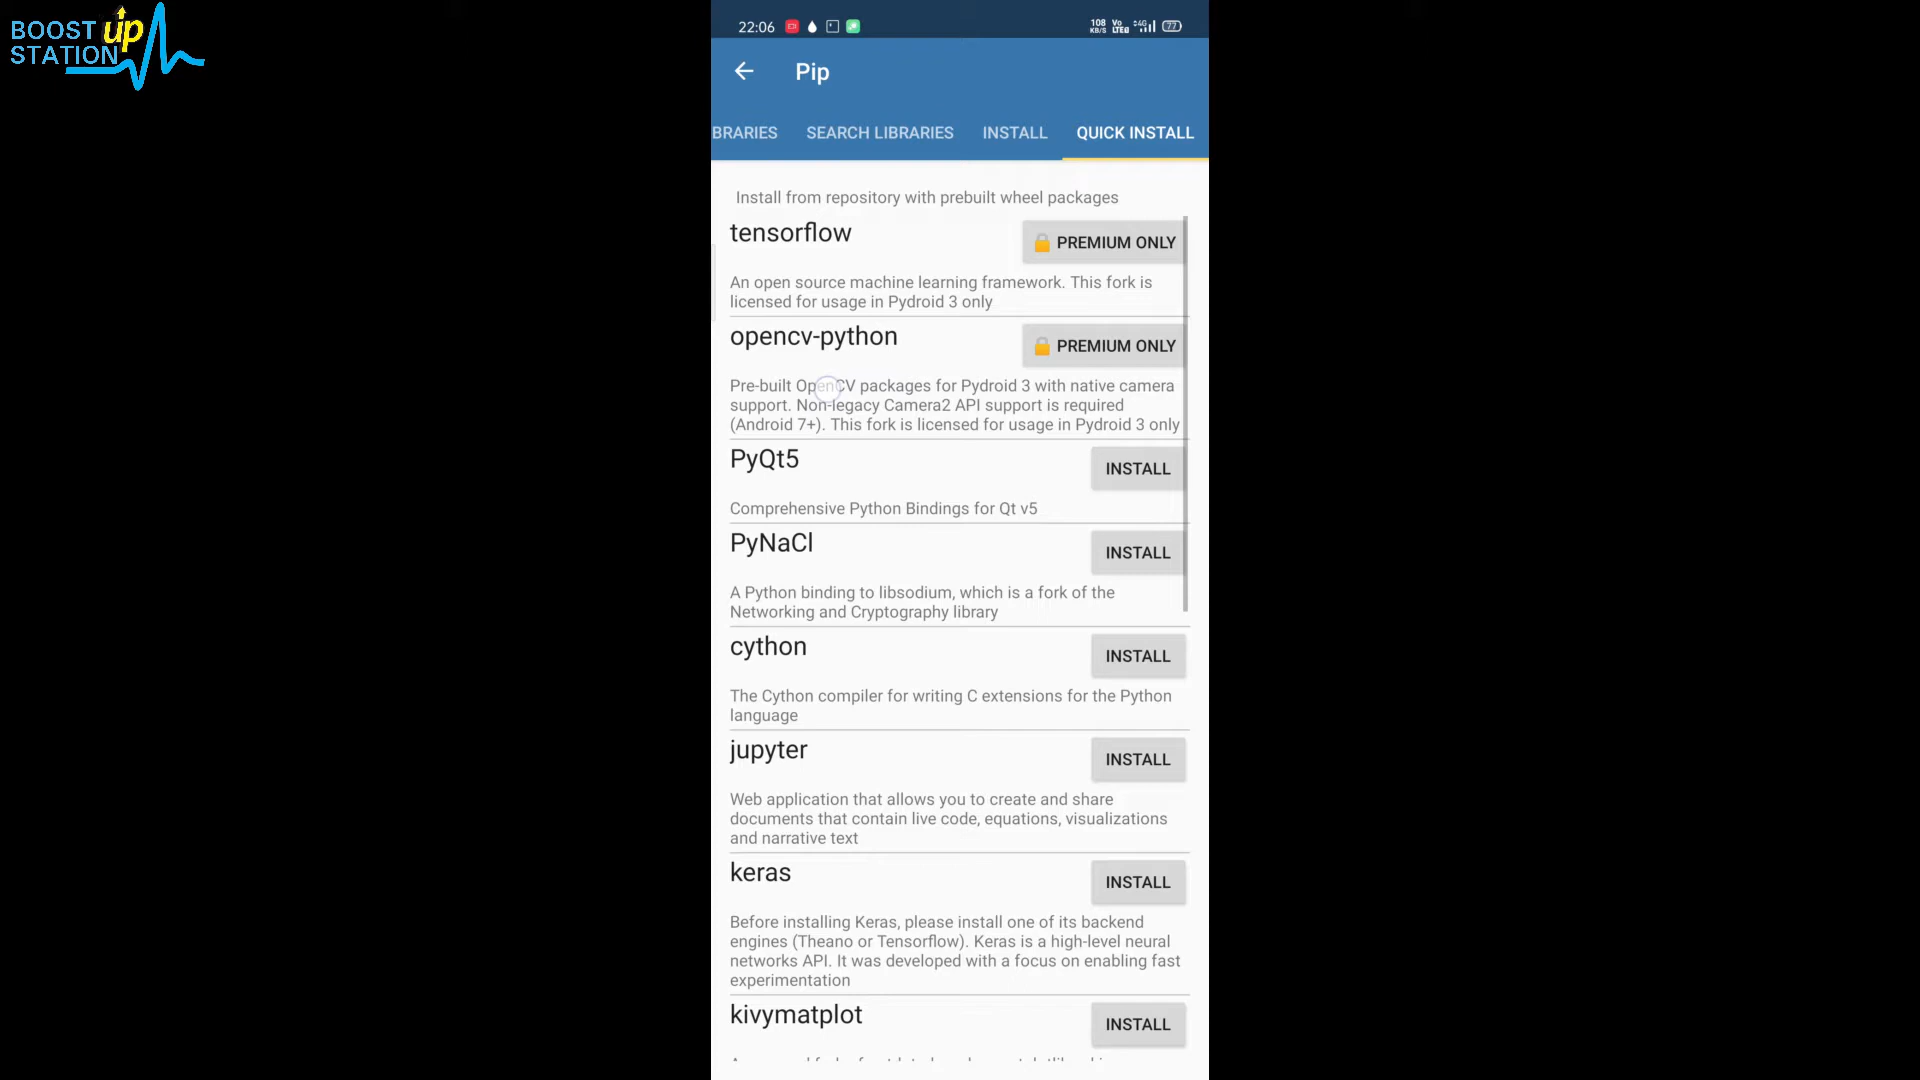 BOOST up
STATION
22:06
108 KB/S Vo LTE 4G 77
Pip
BRARIES SEARCH LIBRARIES INSTALL QUICK INSTALL
Install from repository with prebuilt wheel packages
tensorflow
PREMIUM ONLY
An open source machine learning framework. This fork is
licensed for usage in Pydroid 3 only
opencv-python
PREMIUM ONLY
Pre-built OpenCV packages for Pydroid 3 with native camera
support. Non-legacy Camera2 API support is required
(Android 7+). This fork is licensed for usage in Pydroid 3 only
PyQt5
INSTALL
Comprehensive Python Bindings for Qt v5
PyNaCl
INSTALL
A Python binding to libsodium, which is a fork of the
Networking and Cryptography library
cython
INSTALL
The Cython compiler for writing C extensions for the Python
language
jupyter
INSTALL
Web application that allows you to create and share
documents that contain live code, equations, visualizations
and narrative text
keras
INSTALL
Before installing Keras, please install one of its backend
engines (Theano or Tensorflow). Keras is a high-level neural
networks API. It was developed with a focus on enabling fast
experimentation
kivymatplot
INSTALL